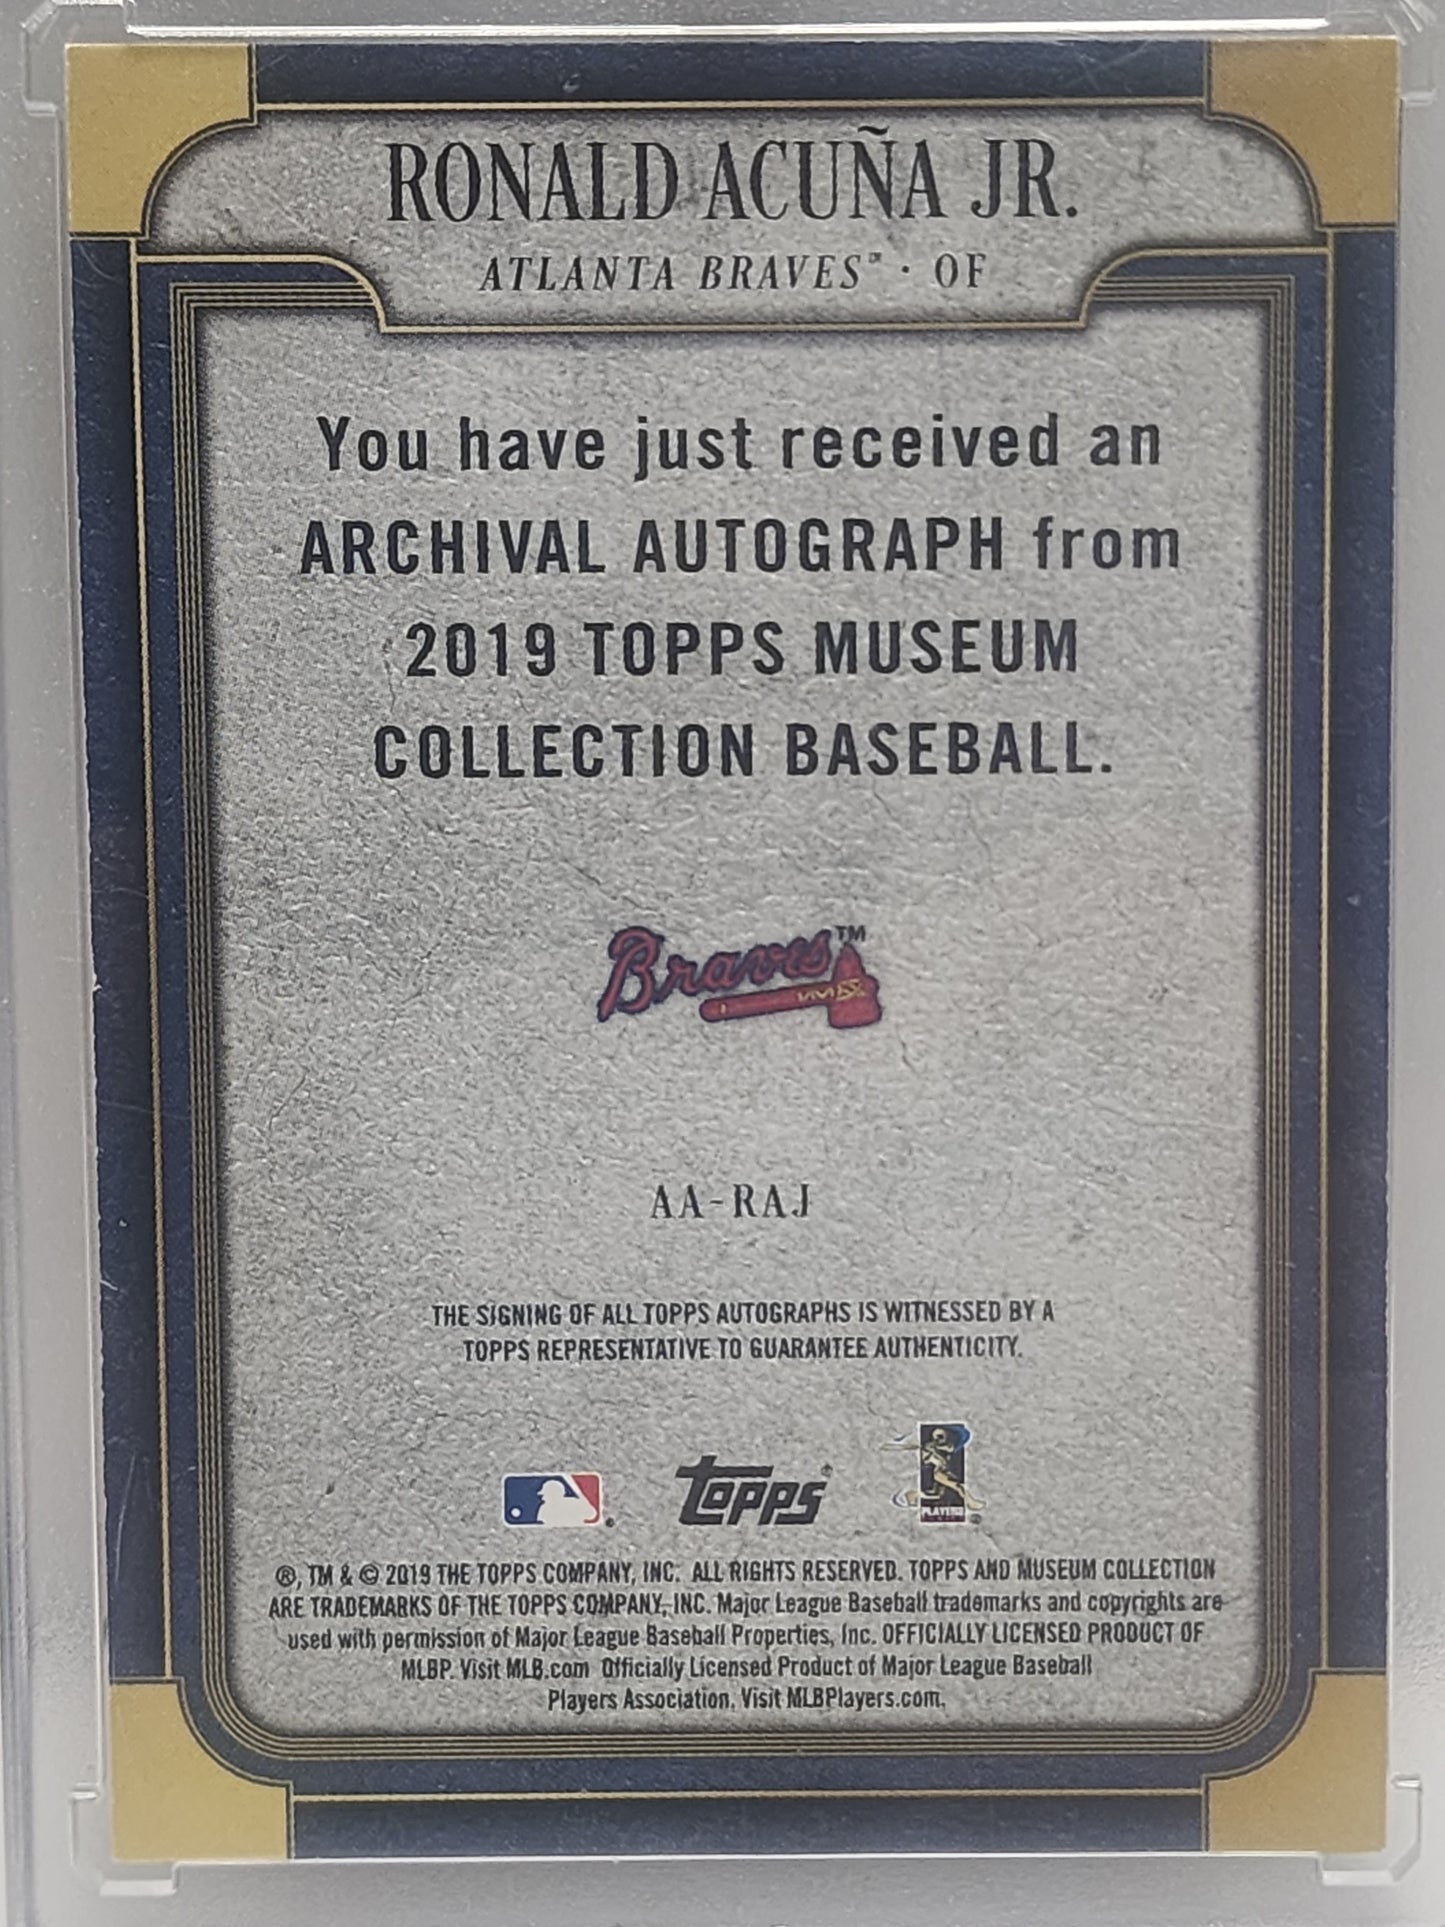 RONALD ACUÑA JR.
ATLANTA BRAVES™ · OF
You have just received an
ARCHIVAL AUTOGRAPH from
2019 TOPPS MUSEUM
COLLECTION BASEBALL.
Braves™
AA-RAJ
THE SIGNING OF ALL TOPPS AUTOGRAPHS IS WITNESSED BY A
TOPPS REPRESENTATIVE TO GUARANTEE AUTHENTICITY.
topps®
PLAYERS
®, TM & © 2019 THE TOPPS COMPANY, INC. ALL RIGHTS RESERVED. TOPPS AND MUSEUM COLLECTION
ARE TRADEMARKS OF THE TOPPS COMPANY, INC. Major League Baseball trademarks and copyrights are
used with permission of Major League Baseball Properties, Inc. OFFICIALLY LICENSED PRODUCT OF
MLBP. Visit MLB.com Officially Licensed Product of Major League Baseball
Players Association. Visit MLBPlayers.com.